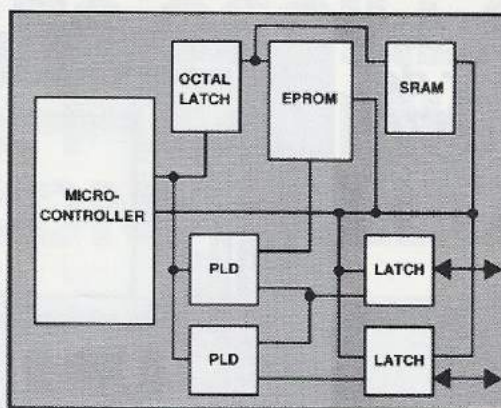 OCTAL
LATCH
EPROM
SRAM
MICRO-
CONTROLLER
PLD
LATCH
PLD
LATCH